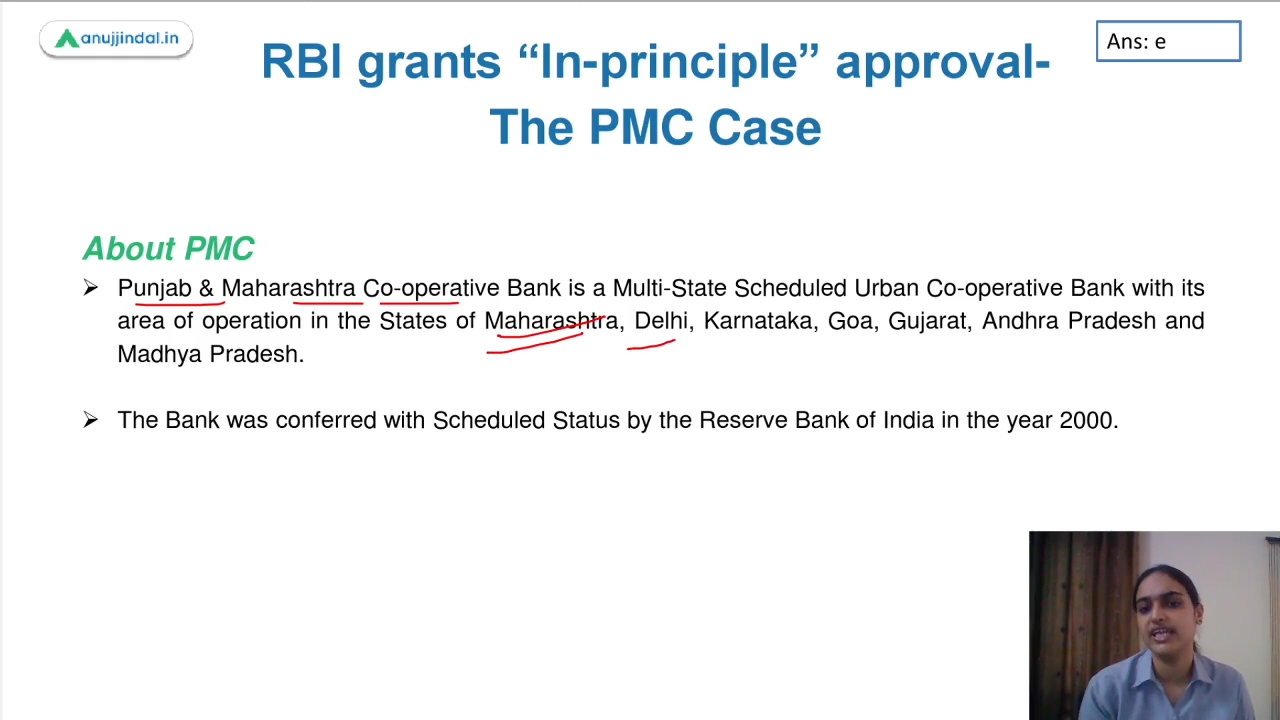 anujjindal.in
Ans: e
RBI grants “In-principle” approval-
The PMC Case
About PMC
Punjab & Maharashtra Co-operative Bank is a Multi-State Scheduled Urban Co-operative Bank with its
area of operation in the States of Maharashtra, Delhi, Karnataka, Goa, Gujarat, Andhra Pradesh and
Madhya Pradesh.
The Bank was conferred with Scheduled Status by the Reserve Bank of India in the year 2000.